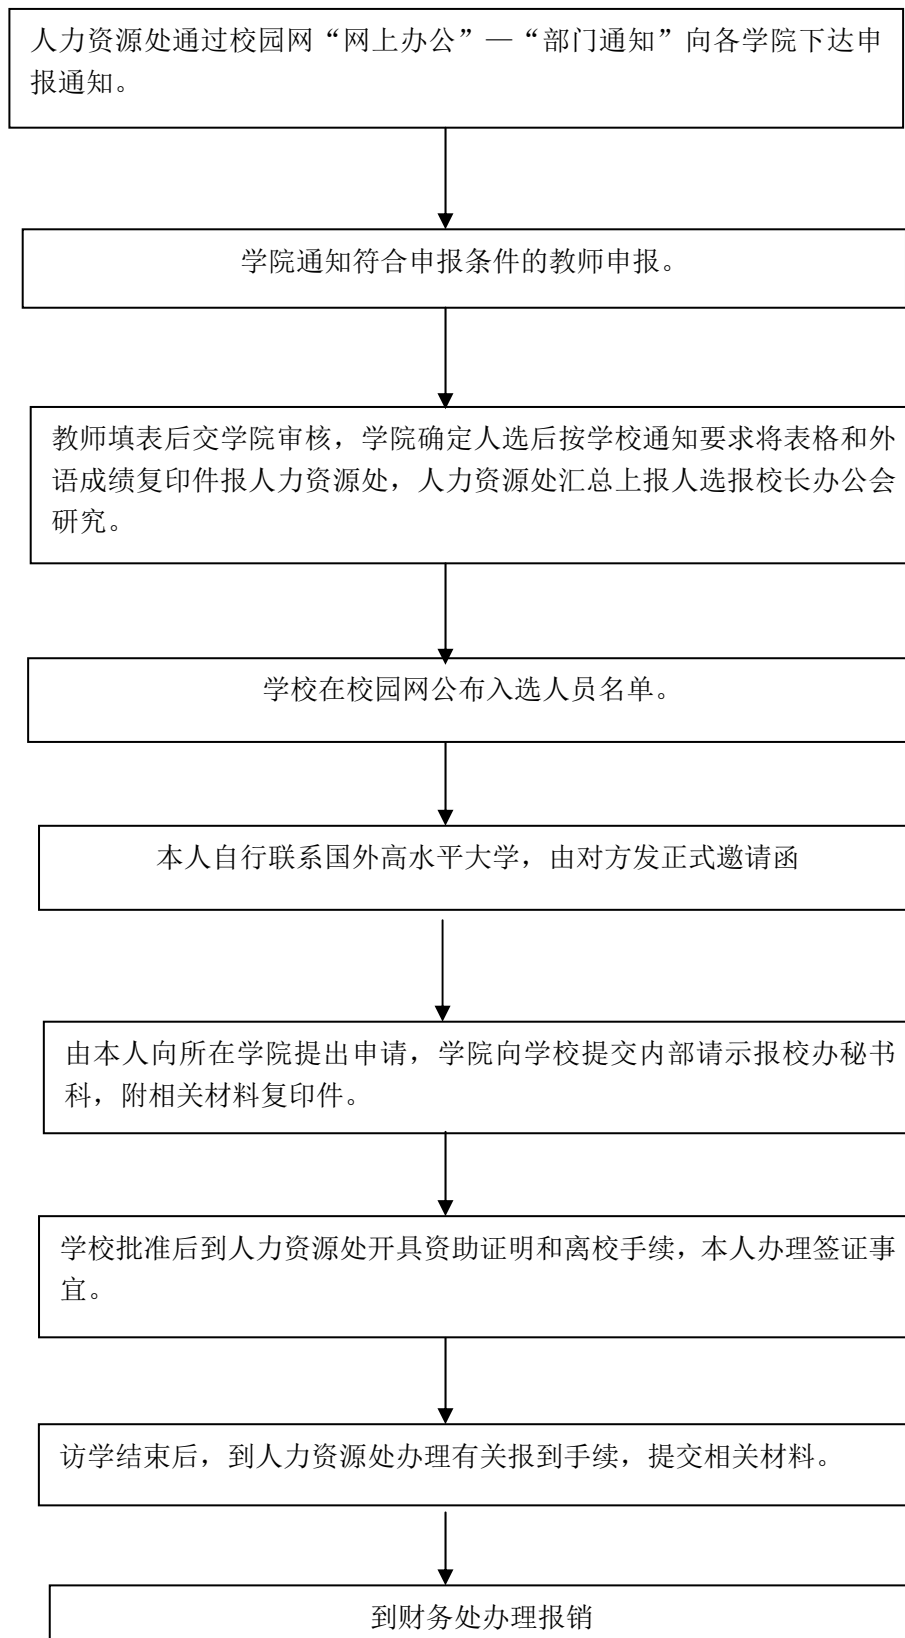 人力资源处通过校园网“网上办公”—“部门通知”向各学院下达申
报通知。
学院通知符合申报条件的教师申报。
教师填表后交学院审核，学院确定人选后按学校通知要求将表格和外
语成绩复印件报人力资源处，人力资源处汇总上报人选报校长办公会
研究。
学校在校园网公布入选人员名单。
本人自行联系国外高水平大学，由对方发正式邀请函
由本人向所在学院提出申请，学院向学校提交内部请示报校办秘书
科，附相关材料复印件。
学校批准后到人力资源处开具资助证明和离校手续，本人办理签证事
宜。
访学结束后，到人力资源处办理有关报到手续，提交相关材料。
到财务处办理报销